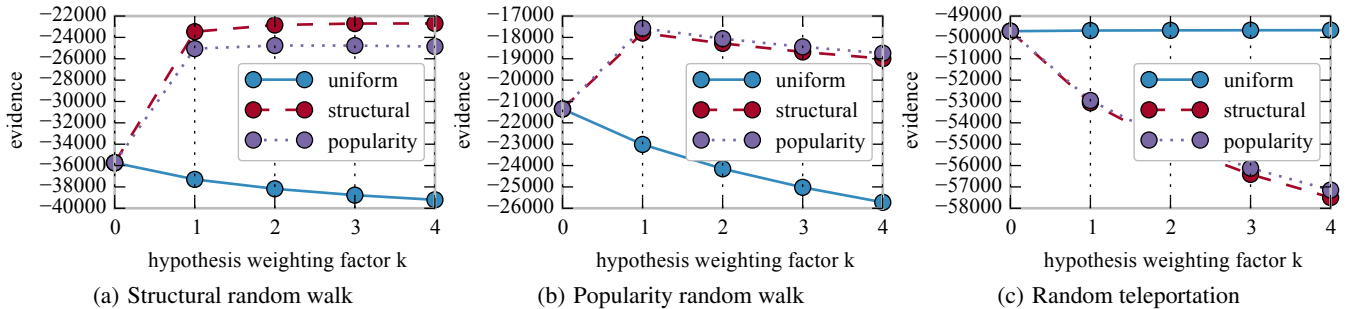 −22000
−24000
−26000
−28000
−30000
−32000
−34000
−36000
−38000
−40000
evidence
uniform
structural
popularity
0 1 2 3 4
hypothesis weighting factor k
(a) Structural random walk
−17000
−18000
−19000
−20000
−21000
−22000
−23000
−24000
−25000
−26000
evidence
uniform
structural
popularity
0 1 2 3 4
hypothesis weighting factor k
(b) Popularity random walk
−49000
−50000
−51000
−52000
−53000
−54000
−55000
−56000
−57000
−58000
evidence
uniform
structural
popularity
0 1 2 3 4
hypothesis weighting factor k
(c) Random teleportation